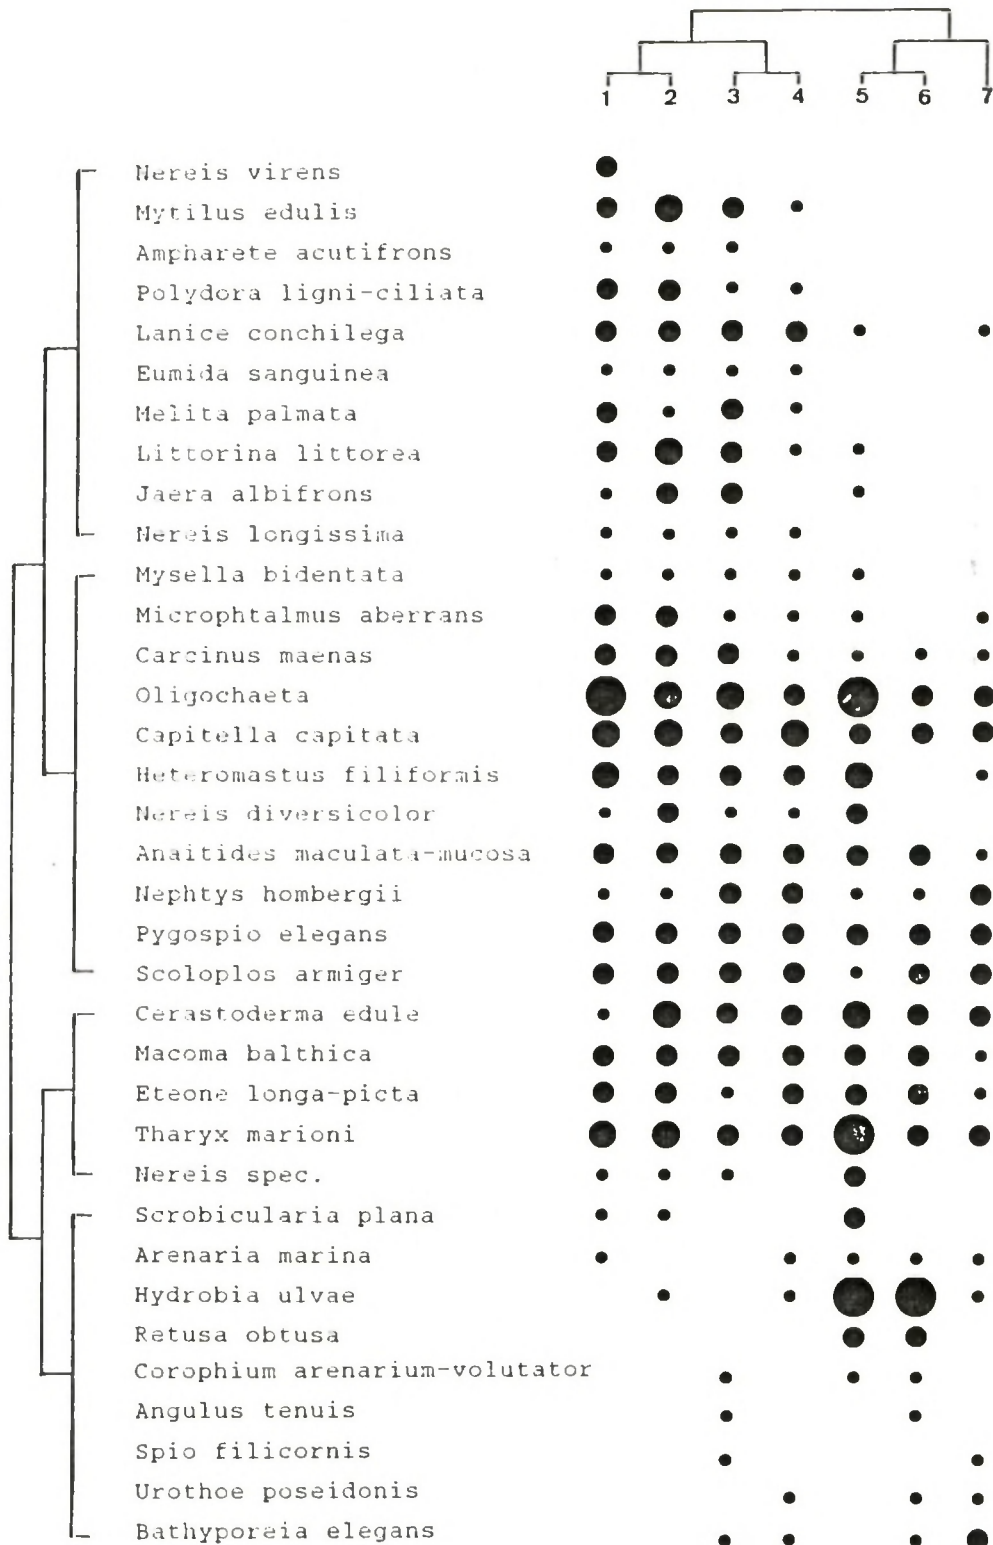 1 2 3 4 5 6 7
Nereis virens
Mytilus edulis
Ampharete acutifrons
Polydora ligni-ciliata
Lanice conchilega
Eumida sanguinea
Melita palmata
Littorina littorea
Jaera albifrons
Nereis longissima
Mysella bidentata
Microphtalmus aberrans
Carcinus maenas
Oligochaeta
Capitella capitata
Heteromastus filiformis
Nereis diversicolor
Anaitides maculata-mucosa
Nephtys hombergii
Pygospio elegans
Scoloplos armiger
Cerastoderma edule
Macoma balthica
Eteone longa-picta
Tharyx marioni
Nereis spec.
Scrobicularia plana
Arenaria marina
Hydrobia ulvae
Retusa obtusa
Corophium arenarium-volutator
Angulus tenuis
Spio filicornis
Urothoe poseidonis
Bathyporeia elegans